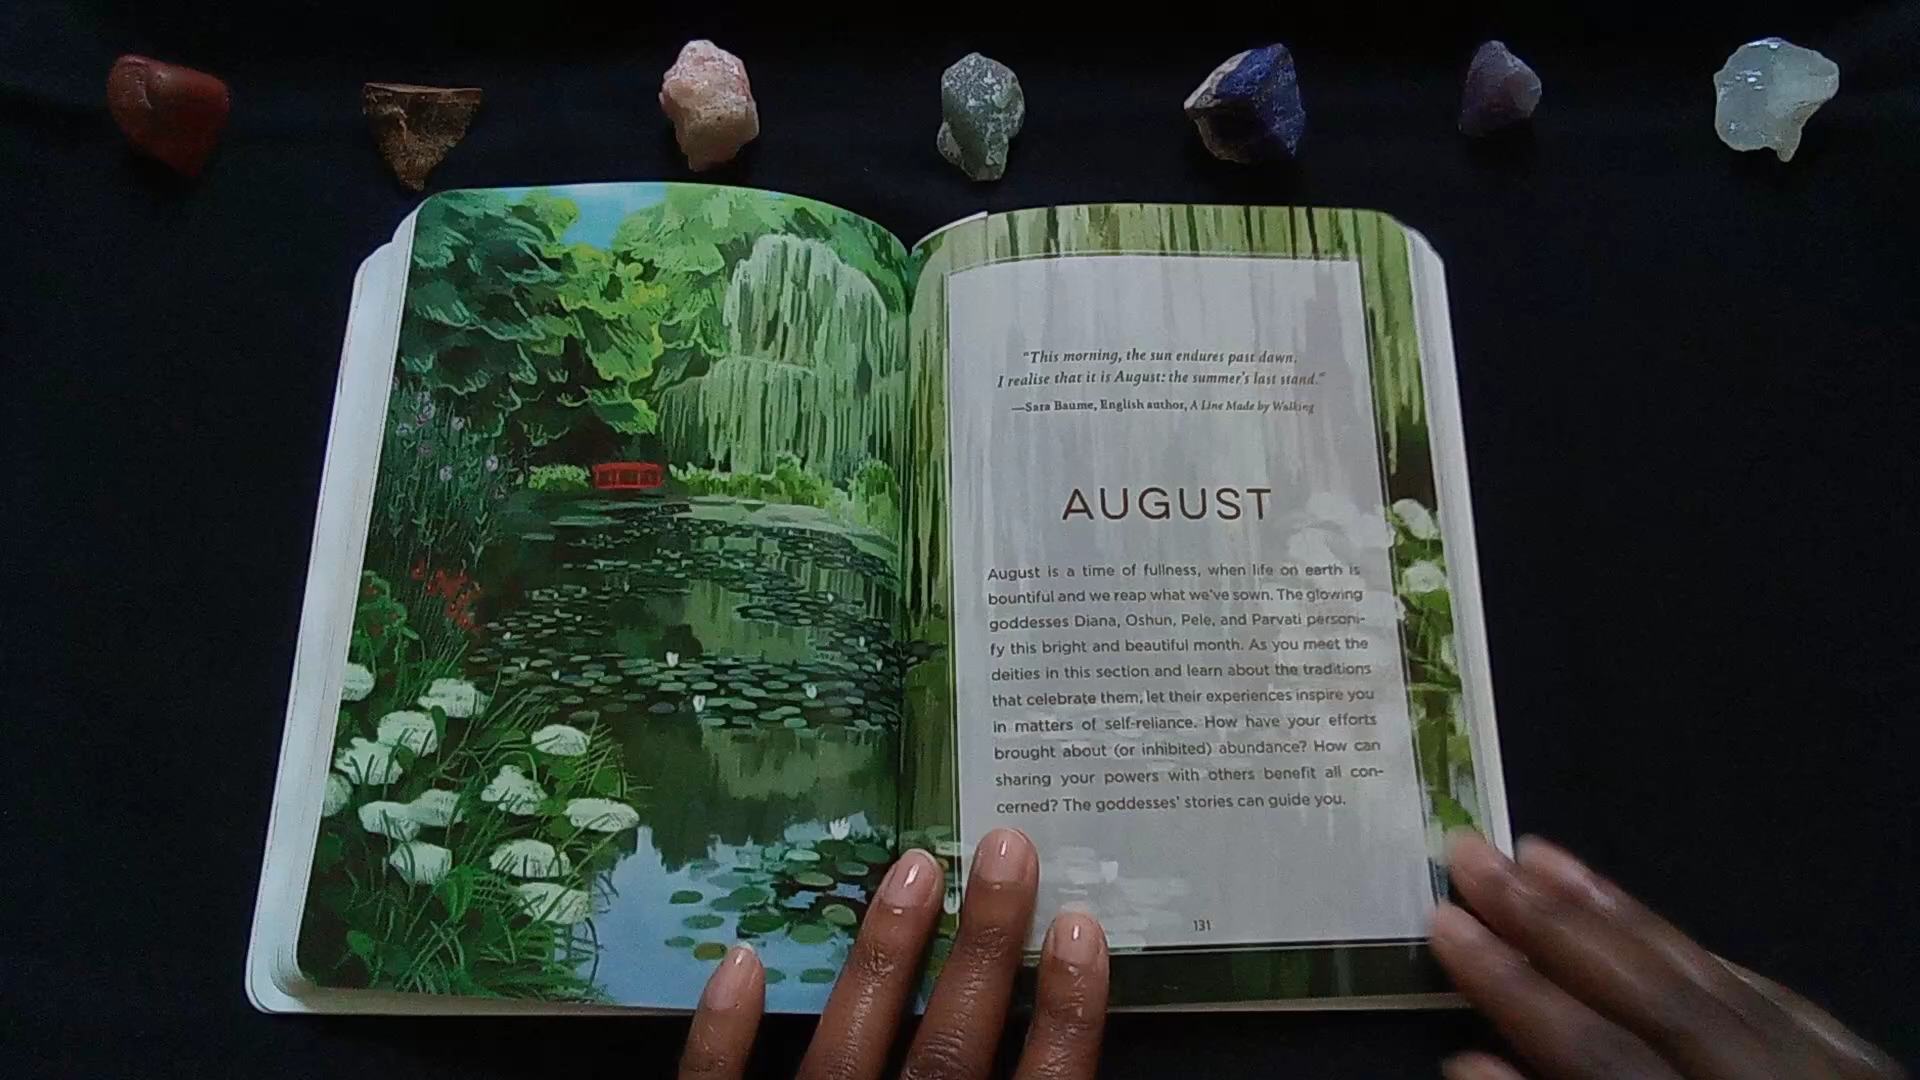 "This morning, the sun endures past dawn.
I realise that it is August: the summer's last stand."
—Sara Baume, English author, A Line Made by Walking
AUGUST
August is a time of fullness, when life on earth is
bountiful and we reap what we've sown. The glowing
goddesses Diana, Oshun, Pele, and Parvati personi-
fy this bright and beautiful month. As you meet the
deities in this section and learn about the traditions
that celebrate them, let their experiences inspire you
in matters of self-reliance. How have your efforts
brought about (or inhibited) abundance? How can
sharing your powers with others benefit all con-
cerned? The goddesses' stories can guide you.
131